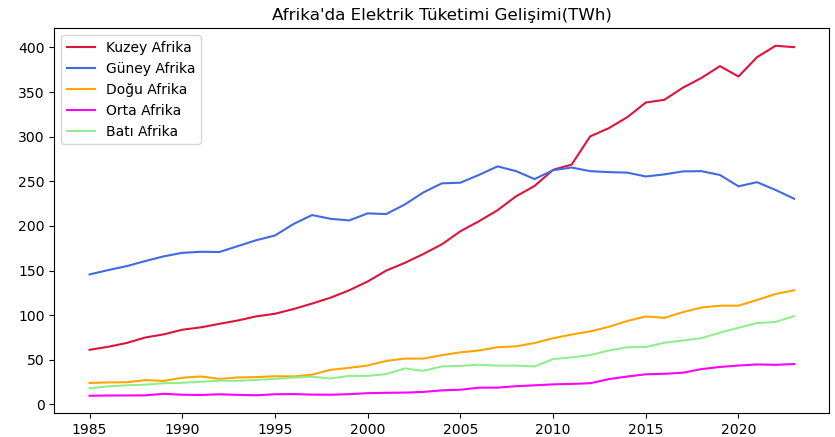 Afrika'da Elektrik Tüketimi Gelişimi(TWh)
Kuzey Afrika
Güney Afrika
Doğu Afrika
Orta Afrika
Batı Afrika
400
350
300
250
200
150
100
50
0
1985 1990 1995 2000 2005 2010 2015 2020